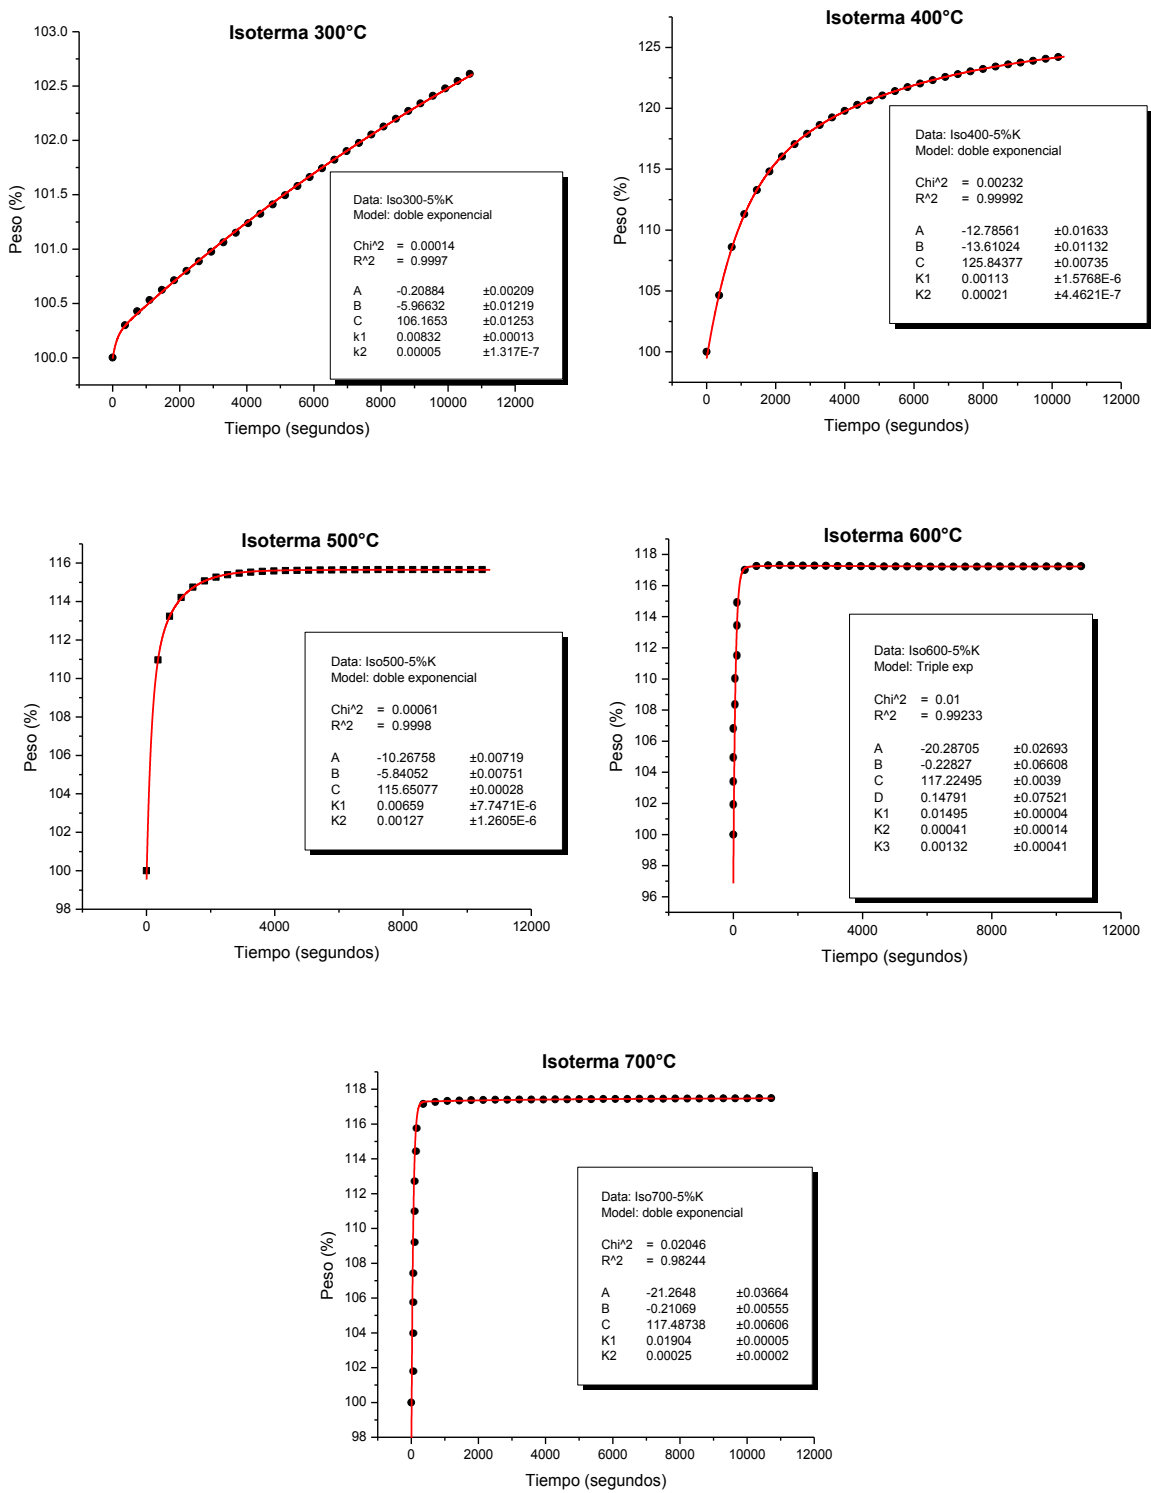 Isoterma 300°C
103.0
102.5
102.0
101.5
101.0
100.5
100.0
Peso (%)
0 2000 4000 6000 8000 10000 12000
Tiempo (segundos)
Data: Iso300-5%K
Model: doble exponencial
Chi^2 = 0.00014
R^2 = 0.9997
A -0.20884 ±0.00209
B -5.96632 ±0.01219
C 106.1653 ±0.01253
k1 0.00832 ±0.00013
k2 0.00005 ±1.317E-7
Isoterma 400°C
125
120
115
110
105
100
Peso (%)
0 2000 4000 6000 8000 10000 12000
Tiempo (segundos)
Data: Iso400-5%K
Model: doble exponencial
Chi^2 = 0.00232
R^2 = 0.99992
A -12.78561 ±0.01633
B -13.61024 ±0.01132
C 125.84377 ±0.00735
K1 0.00113 ±1.5768E-6
K2 0.00021 ±4.4621E-7
Isoterma 500°C
116
114
112
110
108
106
104
102
100
98
Peso (%)
0 4000 8000 12000
Tiempo (segundos)
Data: Iso500-5%K
Model: doble exponencial
Chi^2 = 0.00061
R^2 = 0.9998
A -10.26758 ±0.00719
B -5.84052 ±0.00751
C 115.65077 ±0.00028
K1 0.00659 ±7.7471E-6
K2 0.00127 ±1.2605E-6
Isoterma 600°C
118
116
114
112
110
108
106
104
102
100
98
96
Peso (%)
0 4000 8000 12000
Tiempo (segundos)
Data: Iso600-5%K
Model: Triple exp
Chi^2 = 0.01
R^2 = 0.99233
A -20.28705 ±0.02693
B -0.22827 ±0.06608
C 117.22495 ±0.0039
D 0.14791 ±0.07521
K1 0.01495 ±0.00004
K2 0.00041 ±0.00014
K3 0.00132 ±0.00041
Isoterma 700°C
118
116
114
112
110
108
106
104
102
100
98
Peso (%)
0 2000 4000 6000 8000 10000 12000
Tiempo (segundos)
Data: Iso700-5%K
Model: doble exponencial
Chi^2 = 0.02046
R^2 = 0.98244
A -21.2648 ±0.03664
B -0.21069 ±0.00555
C 117.48738 ±0.00606
K1 0.01904 ±0.00005
K2 0.00025 ±0.00002